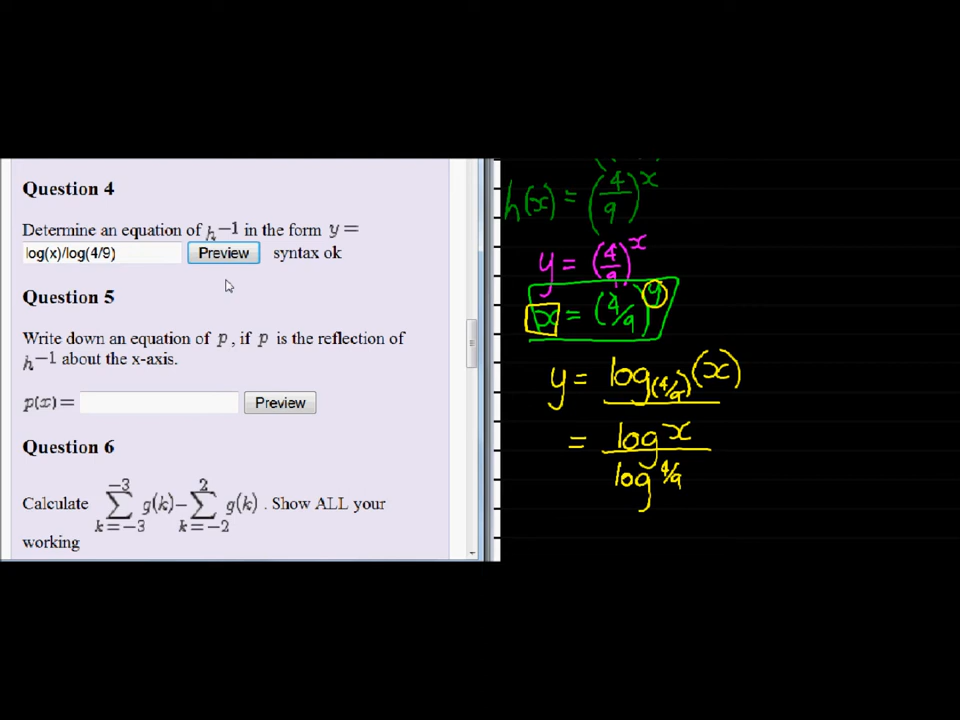 Question 4
Determine an equation of h⁻¹ in the form y =
log(x)/log(4/9) Preview syntax ok
Question 5
Write down an equation of p, if p is the reflection of
h⁻¹ about the x-axis.
p(x) = Preview
Question 6
Calculate ∑_{k=-3}^{-3} g(k) - ∑_{k=-2}^{2} g(k). Show ALL your
working
h(x) = (4/9)^x
y = (4/9)^x
x = (4/9)^y
y = log_(4/9)(x)
= log x / log 4/9